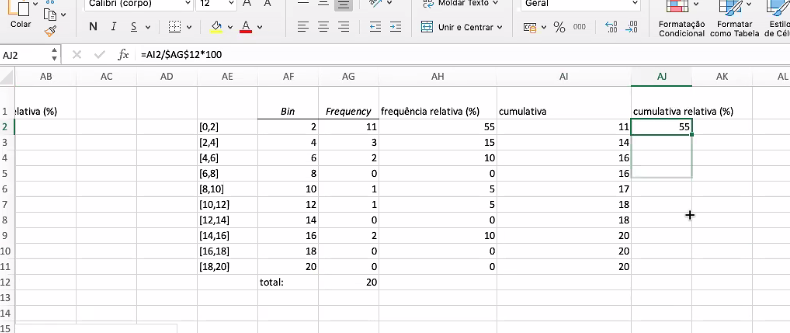 Calibri (corpo) 12 Moldar Texto Geral
Colar N I S Unir e Centrar % 000 Formatação Condicional Formatar como Tabela
AJ2 fx =AI2/$AG$12*100
AB AC AD AE AF AG AH AI AJ AK AL
1 elativa (%) Bin Frequency frequência relativa (%) cumulativa cumulativa relativa (%)
2 [0,2] 2 11 55 11 55
3 [2,4] 4 3 15 14
4 [4,6] 6 2 10 16
5 [6,8] 8 0 0 16
6 [8,10] 10 1 5 17
7 [10,12] 12 1 5 18
8 [12,14] 14 0 0 18
9 [14,16] 16 2 10 20
10 [16,18] 18 0 0 20
11 [18,20] 20 0 0 20
12 total: 20
13
14
15